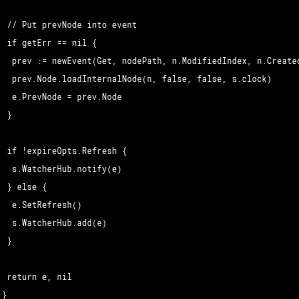 // Put prevNode into event
if getErr == nil {
prev := newEvent(Get, nodePath, n.ModifiedIndex, n.Created
prev.Node.loadInternalNode(n, false, false, s.clock)
e.PrevNode = prev.Node
}
if !expireOpts.Refresh {
s.WatcherHub.notify(e)
} else {
e.SetRefresh()
s.WatcherHub.add(e)
}
return e, nil
}